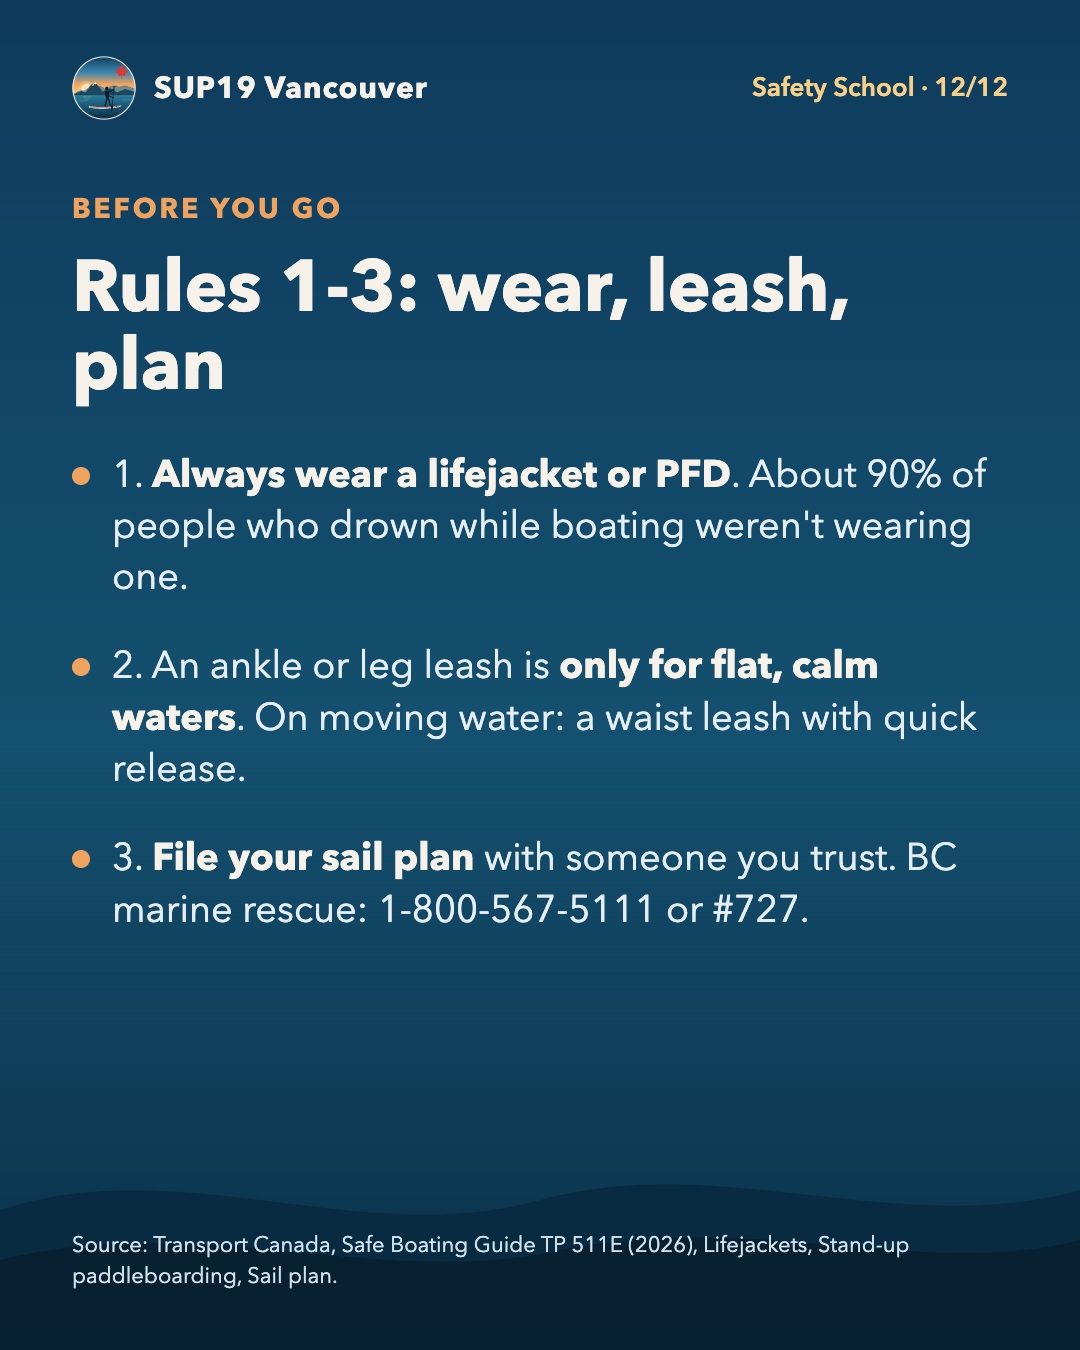 SUP19 Vancouver
Safety School · 12/12
BEFORE YOU GO
Rules 1-3: wear, leash,
plan
1. Always wear a lifejacket or PFD. About 90% of
people who drown while boating weren't wearing
one.
2. An ankle or leg leash is only for flat, calm
waters. On moving water: a waist leash with quick
release.
3. File your sail plan with someone you trust. BC
marine rescue: 1-800-567-5111 or #727.
Source: Transport Canada, Safe Boating Guide TP 511E (2026), Lifejackets, Stand-up
paddleboarding, Sail plan.